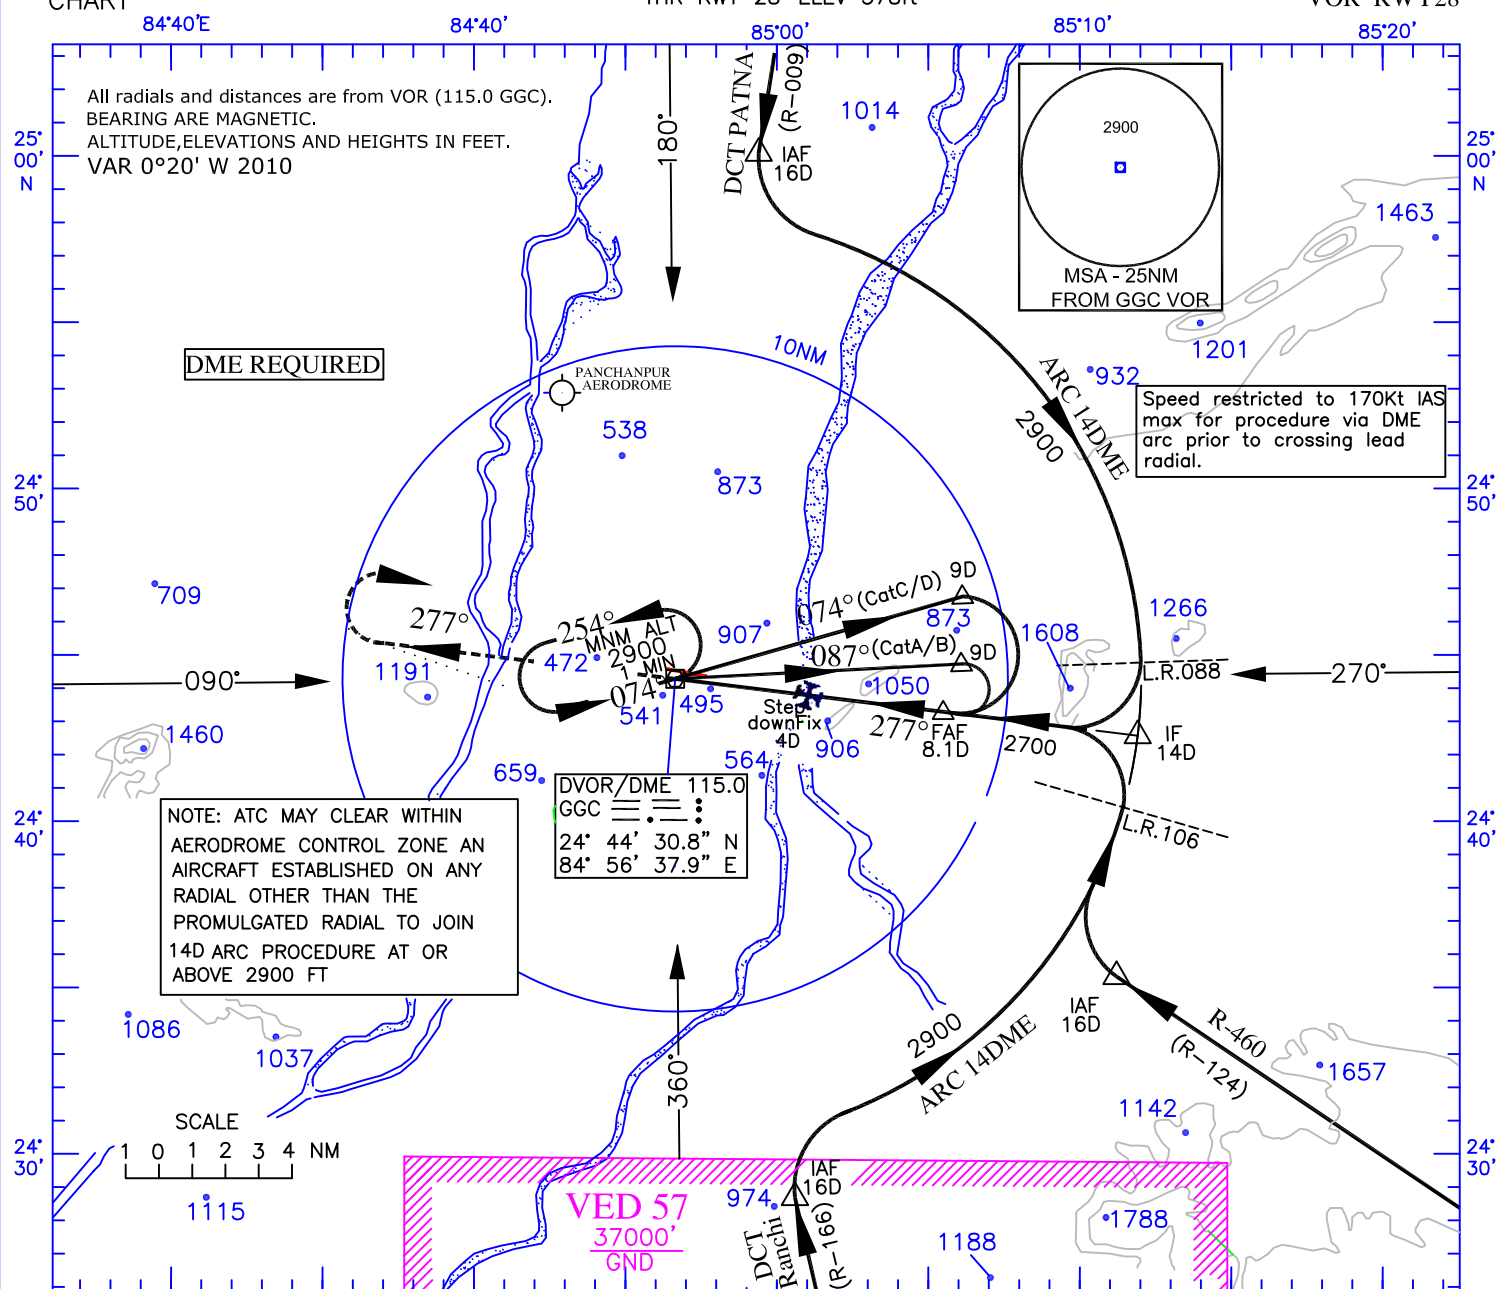 CHART
THR RWY 28 ELEV 378ft
VOR RWY28
84°40'E
84°40'
85°00'
85°10'
85°20'
All radials and distances are from VOR (115.0 GGC).
BEARING ARE MAGNETIC.
ALTITUDE,ELEVATIONS AND HEIGHTS IN FEET.
VAR 0°20' W 2010
25°
00'
N
25°
00'
N
180°
DCT PATNA
(R-009)
IAF
16D
1014
2900
MSA - 25NM
FROM GGC VOR
1463
1201
932
DME REQUIRED
PANCHANPUR
AERODROME
10NM
ARC 14DME
2900
Speed restricted to 170Kt IAS
max for procedure via DME
arc prior to crossing lead
radial.
538
873
24°
50'
24°
50'
709
277°
254°
MNM ALT
2900
1 MIN
074°
472
907
074°(CatC/D)
9D
873
087°(CatA/B)
9D
1608
1266
L.R.088
090°
270°
1191
541
495
1050
Step
downFix
4D
906
277°
FAF
8.1D
2700
IF
14D
1460
659
564
DVOR/DME 115.0
GGC
24° 44' 30.8" N
84° 56' 37.9" E
24°
40'
24°
40'
L.R.106
NOTE: ATC MAY CLEAR WITHIN
AERODROME CONTROL ZONE AN
AIRCRAFT ESTABLISHED ON ANY
RADIAL OTHER THAN THE
PROMULGATED RADIAL TO JOIN
14D ARC PROCEDURE AT OR
ABOVE 2900 FT
1086
1037
360°
2900
ARC 14DME
IAF
16D
R-460
(R-124)
1657
1142
SCALE
1 0 1 2 3 4 NM
24°
30'
24°
30'
1115
VED 57
37000'
GND
974
IAF
16D
DCT
Ranchi
(R-166)
1188
1788